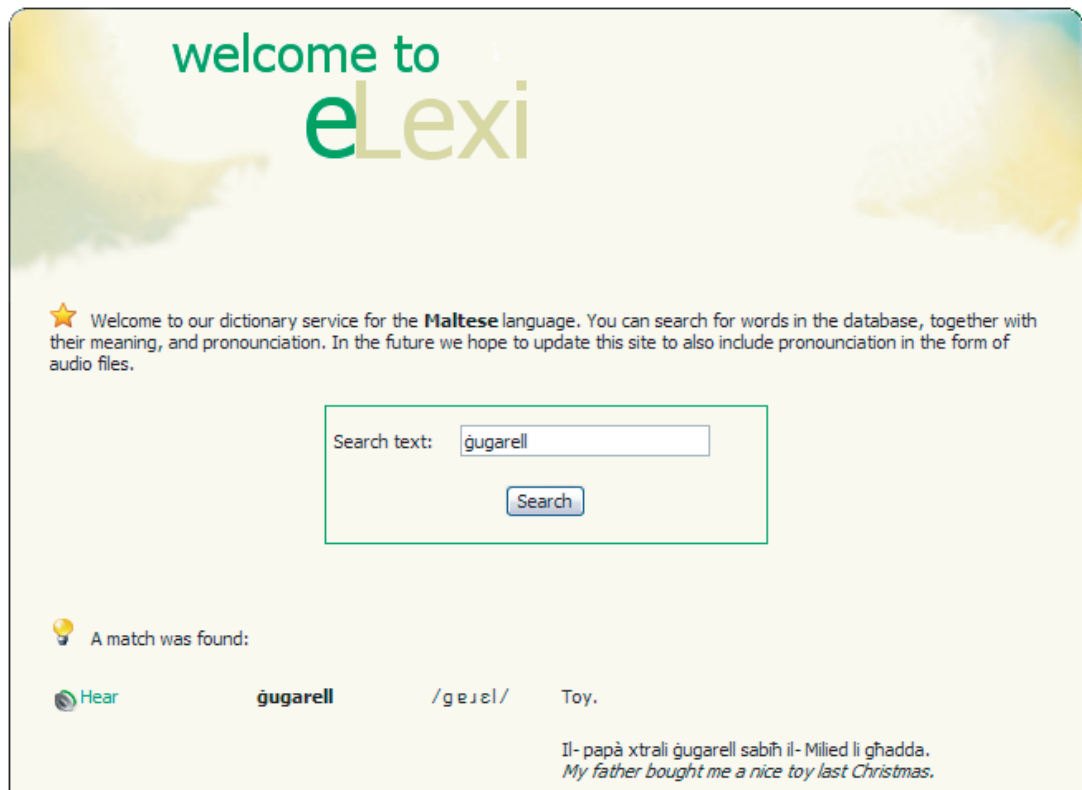 welcome to
eLexi
Welcome to our dictionary service for the Maltese language. You can search for words in the database, together with
their meaning, and pronounciation. In the future we hope to update this site to also include pronounciation in the form of
audio files.
Search text: ġugarell
Search
A match was found:
Hear ġugarell /gɐɹɛl/ Toy.
Il- papà xtrali ġugarell sabiħ il- Milied li għadda.
My father bought me a nice toy last Christmas.